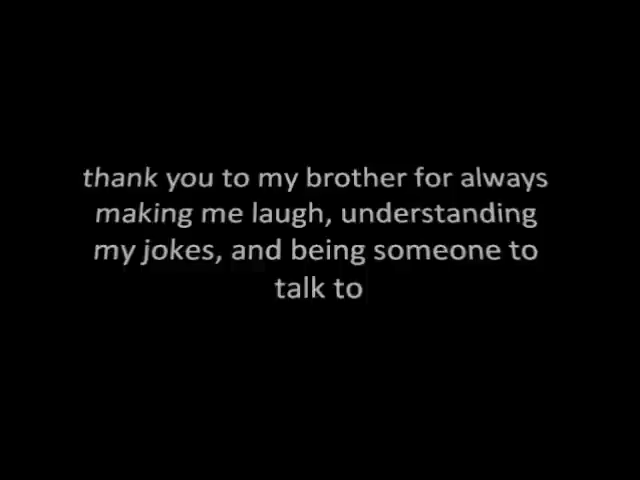 thank you to my brother for always
making me laugh, understanding
my jokes, and being someone to
talk to